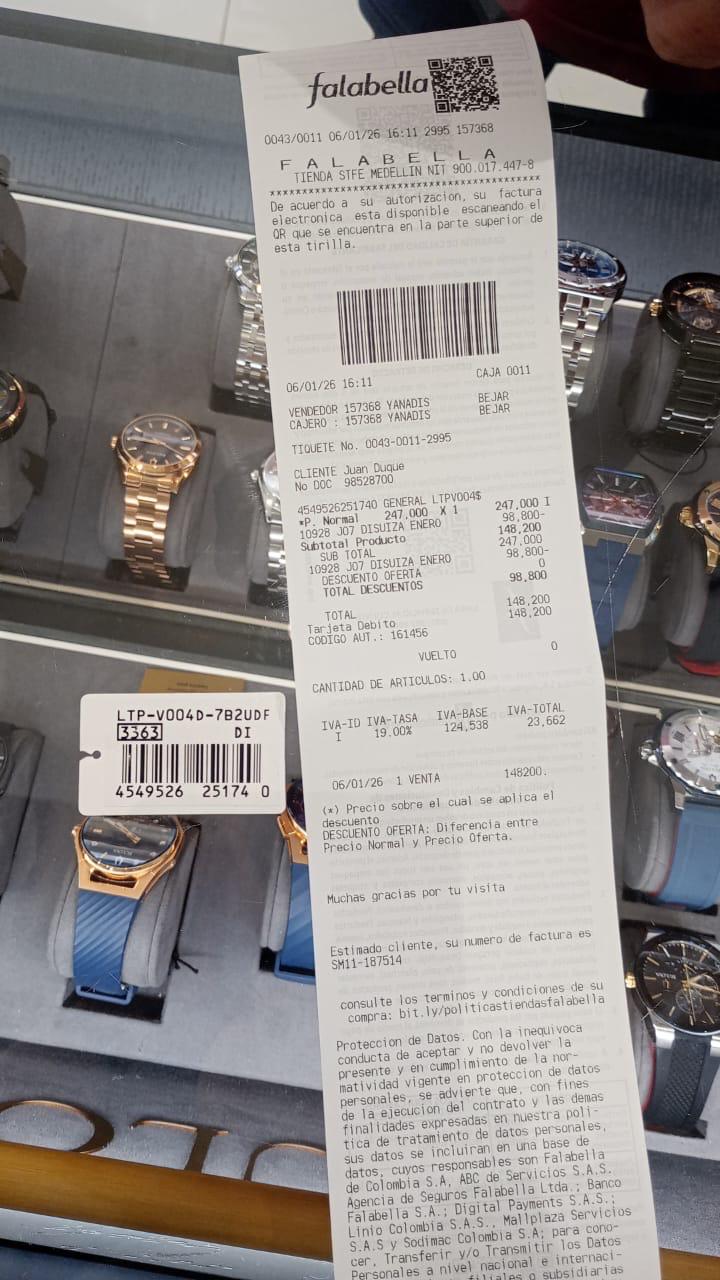 falabella
0043/0011 06/01/26 16:11 2995 157368
F A L A B E L L A
TIENDA STFE MEDELLIN NIT 900.017.447-8
****************************************
De acuerdo a su autorizacion, su factura
electronica esta disponible escaneando el
QR que se encuentra en la parte superior de
esta tirilla.
06/01/26 16:11 CAJA 0011
VENDEDOR 157368 YANADIS BEJAR
CAJERO : 157368 YANADIS BEJAR
TIQUETE No. 0043-0011-2995
CLIENTE Juan Duque
No DOC 98528700
4549526251740 GENERAL LTPV004$
*P. Normal 247,000 X 1 247,000 I
10928 J07 DISUIZA ENERO 98,800-
Subtotal Producto 148,200
SUB TOTAL 247,000
10928 J07 DISUIZA ENERO 98,800-
DESCUENTO OFERTA 0
TOTAL DESCUENTOS 98,800
TOTAL 148,200
Tarjeta Debito 148,200
CODIGO AUT.: 161456
VUELTO 0
CANTIDAD DE ARTICULOS: 1.00
IVA-ID IVA-TASA IVA-BASE IVA-TOTAL
I 19.00% 124,538 23,662
06/01/26 1 VENTA 148200.
(*) Precio sobre el cual se aplica el
descuento
DESCUENTO OFERTA: Diferencia entre
Precio Normal y Precio Oferta.
Muchas gracias por tu visita
Estimado cliente, su numero de factura es
SM11-187514
consulte los terminos y condiciones de su
compra: bit.ly/politicastiendasfalabella
Proteccion de Datos. Con la inequivoca
conducta de aceptar y no devolver la
presente y en cumplimiento de la nor-
matividad vigente en proteccion de datos
personales, se advierte que, con fines
de la ejecucion del contrato y las demas
finalidades expresadas en nuestra poli-
tica de tratamiento de datos personales,
sus datos se incluiran en una base de
datos, cuyos responsables son Falabella
de Colombia S.A, ABC de Servicios S.A.S.
Agencia de Seguros Falabella Ltda.; Banco
Falabella S.A.; Digital Payments S.A.S.;
Linio Colombia S.A.S., Mallplaza Servicios
S.A.S y Sodimac Colombia S.A; para cono-
cer, Transferir y/o Transmitir los Datos
Personales a nivel nacional e internaci-
filiales o subsidiarias
LTP-V004D-7B2UDF
3363 DI
4549526 25174 0